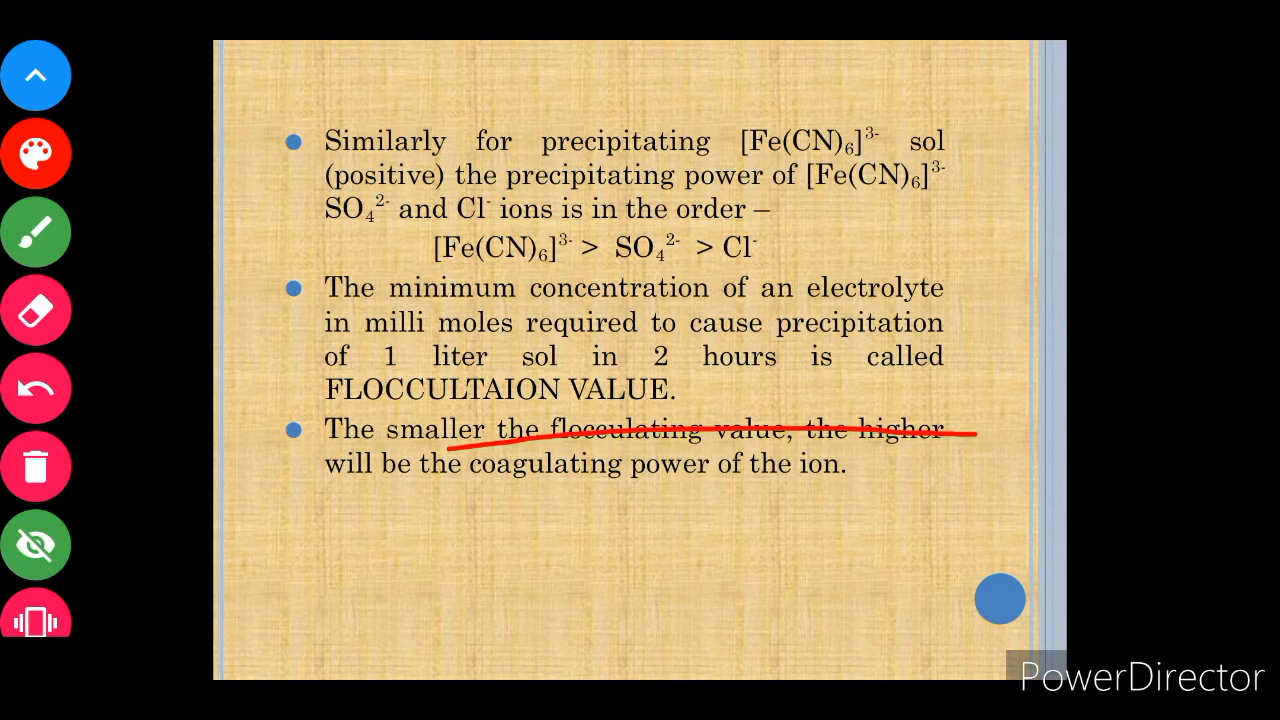 Similarly for precipitating [Fe(CN)₆]³⁻ sol
(positive) the precipitating power of [Fe(CN)₆]³⁻
SO₄²⁻ and Cl⁻ ions is in the order –
[Fe(CN)₆]³⁻ > SO₄²⁻ > Cl⁻
The minimum concentration of an electrolyte
in milli moles required to cause precipitation
of 1 liter sol in 2 hours is called
FLOCCULTAION VALUE.
The smaller the flocculating value, the higher
will be the coagulating power of the ion.
PowerDirector